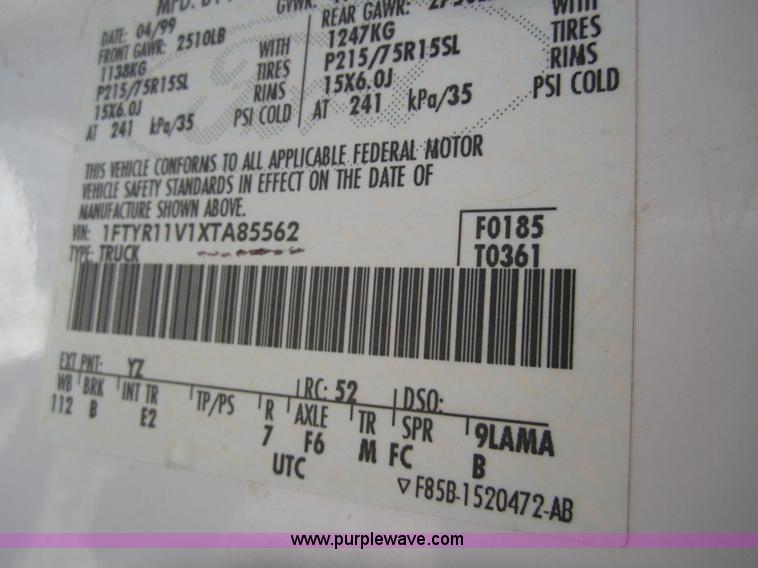 MFD. BY
GVWR:
DATE: 04/99
FRONT GAWR: 2510LB
1138KG WITH
P215/75R15SL TIRES
15X6.0J RIMS
AT 241 kPa/35 PSI COLD
REAR GAWR:
1247KG WITH
P215/75R15SL TIRES
15X6.0J RIMS
AT 241 kPa/35 PSI COLD
THIS VEHICLE CONFORMS TO ALL APPLICABLE FEDERAL MOTOR
VEHICLE SAFETY STANDARDS IN EFFECT ON THE DATE OF
MANUFACTURE SHOWN ABOVE.
VIN: 1FTYR11V1XTA85562
TYPE: TRUCK
F0185
T0361
EXT PNT: YZ RC: 52 DSO:
WB BRK INT TR TP/PS R AXLE TR SPR 9LAMA
112 B E2 7 F6 M FC B
UTC
▽F85B-1520472-AB
www.purplewave.com